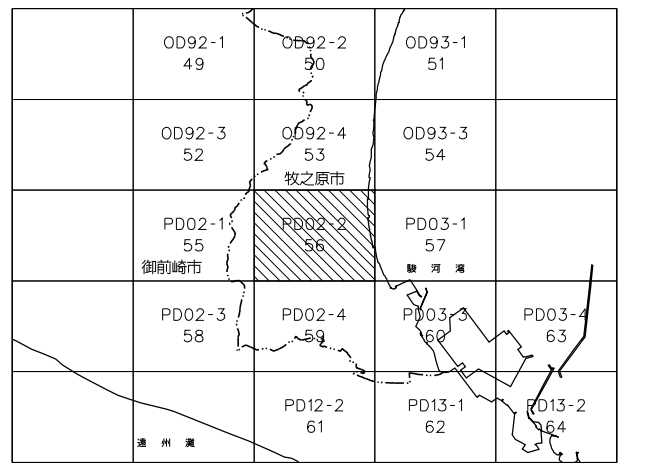 OD92-1 OD92-2 OD93-1
49 50 51
OD92-3 OD92-4 OD93-3
52 53 54
牧之原市
PD02-1 PD02-2 PD03-1
55 56 57
御前崎市 駿河湾
PD02-3 PD02-4 PD03-3 PD03-4
58 59 60 63
PD12-2 PD13-1 PD13-2
61 62 64
遠州灘